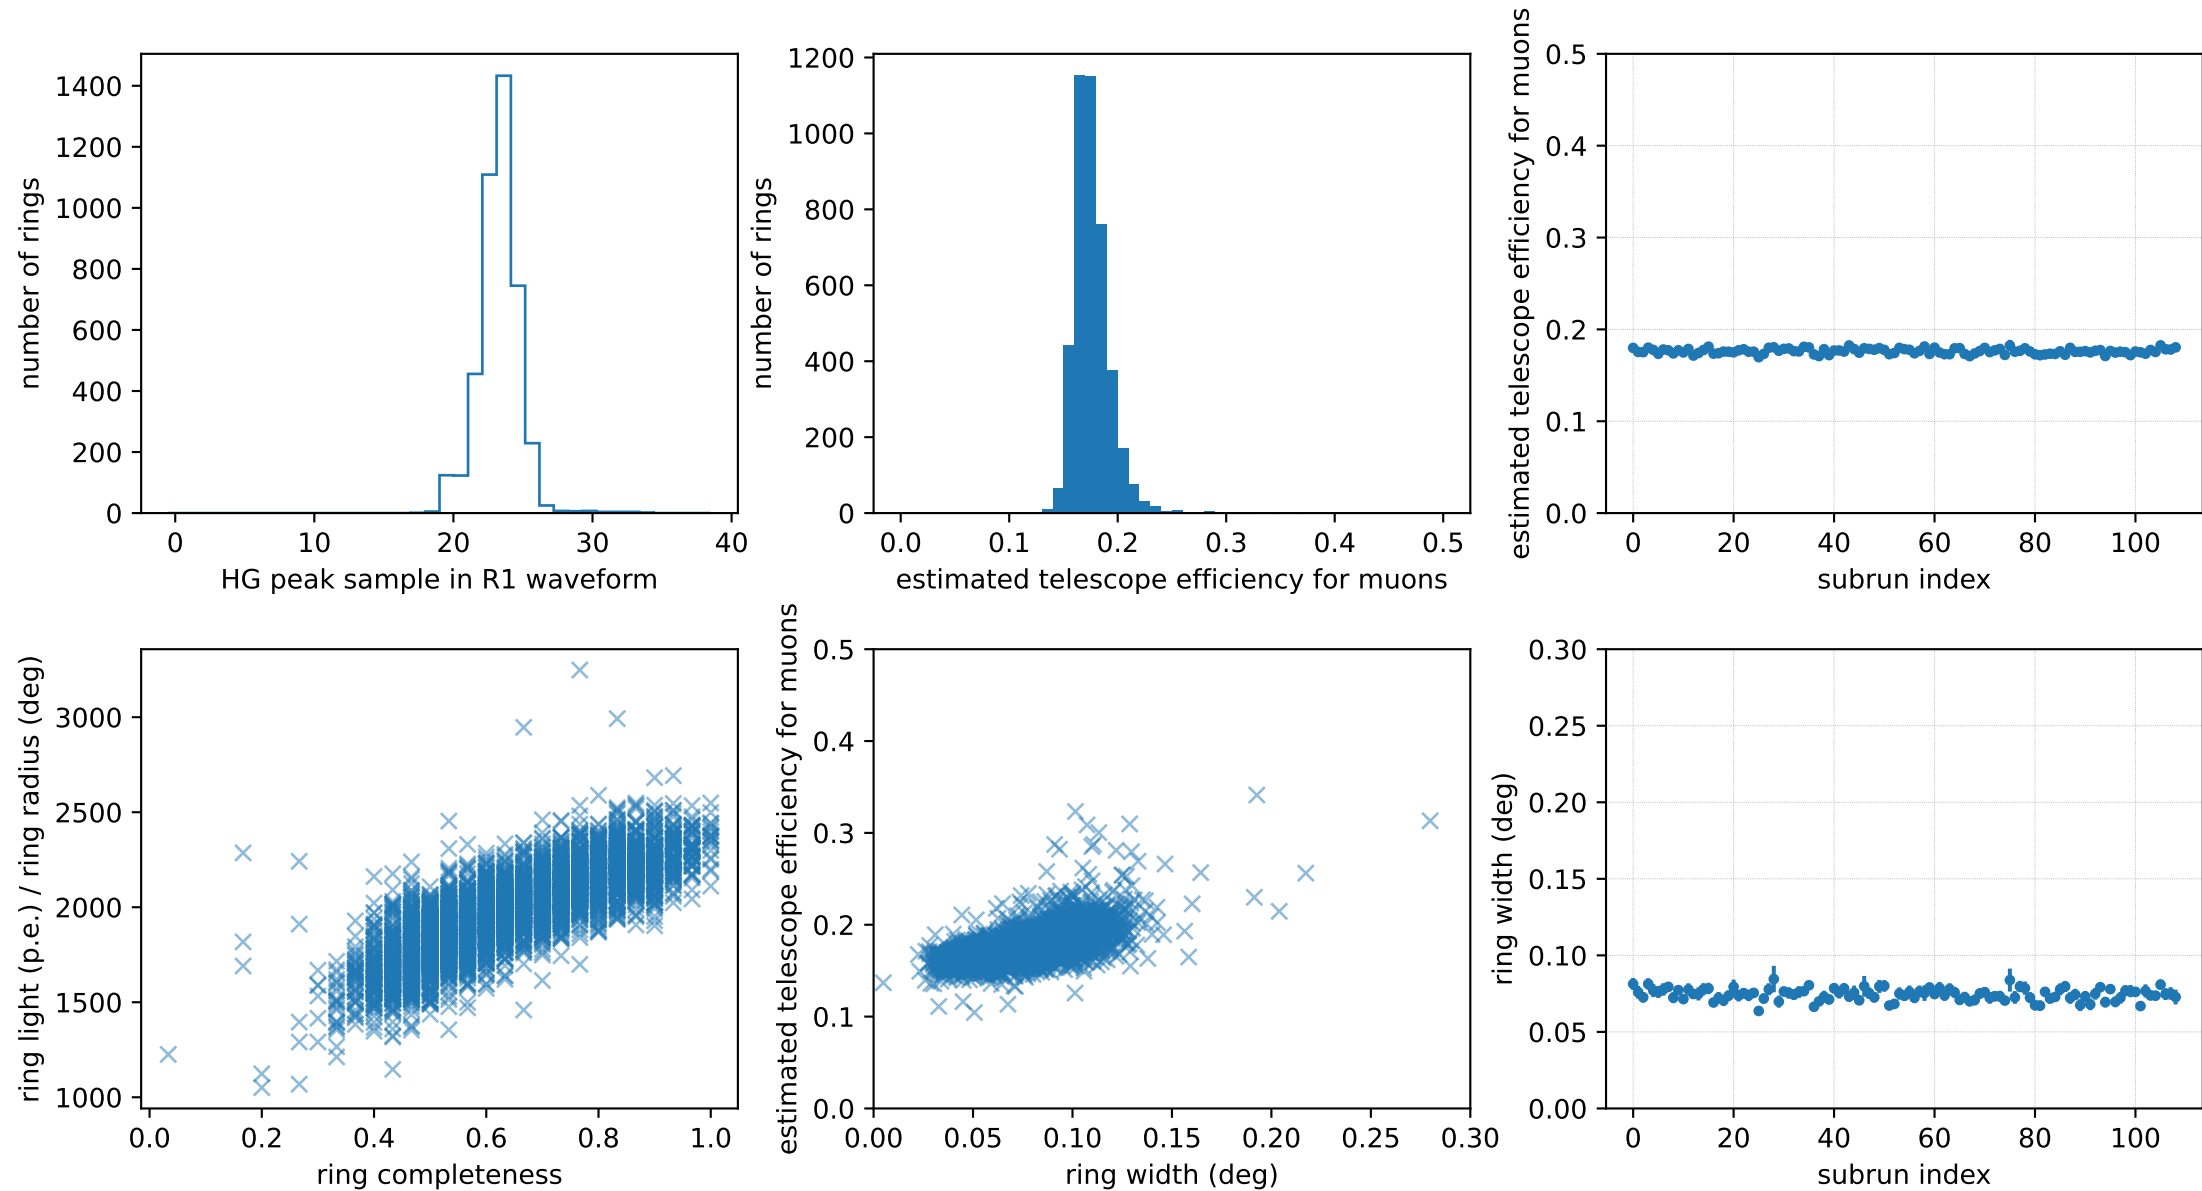 number of rings
1400
1200
1000
800
600
400
200
0
0 10 20 30 40
HG peak sample in R1 waveform
number of rings
1200
1000
800
600
400
200
0
0.0 0.1 0.2 0.3 0.4 0.5
estimated telescope efficiency for muons
estimated telescope efficiency for muons
0.5
0.4
0.3
0.2
0.1
0.0
0 20 40 60 80 100
subrun index
ring light (p.e.) / ring radius (deg)
3000
2500
2000
1500
1000
0.0 0.2 0.4 0.6 0.8 1.0
ring completeness
estimated telescope efficiency for muons
0.5
0.4
0.3
0.2
0.1
0.0
0.00 0.05 0.10 0.15 0.20 0.25 0.30
ring width (deg)
ring width (deg)
0.30
0.25
0.20
0.15
0.10
0.05
0.00
0 20 40 60 80 100
subrun index